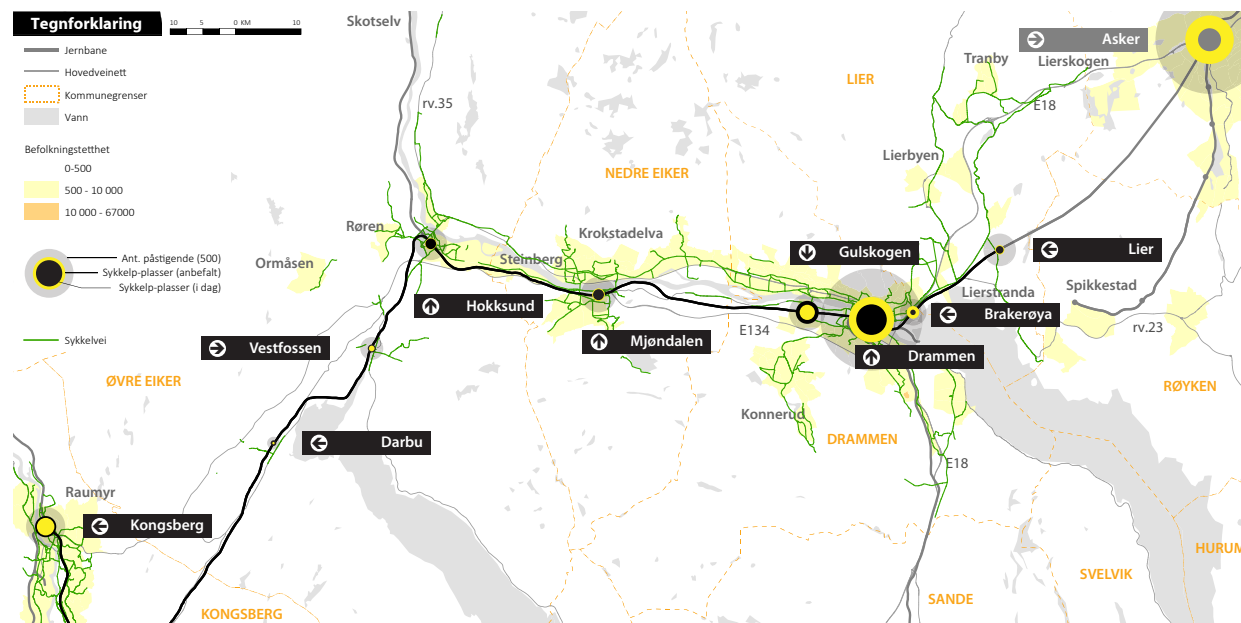 Tegnforklaring
10 5 0 KM 10
Jernbane
Hovedveinett
Kommunegrenser
Vann
Befolkningstetthet
0-500
500 - 10 000
10 000 - 67000
Ant. påstigende (500)
Sykkelp-plasser (anbefalt)
Sykkelp-plasser (i dag)
Sykkelvei
Skotselv
rv.35
LIER
Tranby
Lierskogen
Asker
E18
Lierbyen
NEDRE EIKER
Røren
Krokstadelva
Steinberg
Ormåsen
Gulskogen
Lier
Hokksund
Spikkestad
Lierstranda
Brakerøya
rv.23
E134
Mjøndalen
Vestfossen
Drammen
ØVRE EIKER
RØYKEN
Konnerud
DRAMMEN
Darbu
E18
Raumyr
Kongsberg
HURUM
SVELVIK
SANDE
KONGSBERG